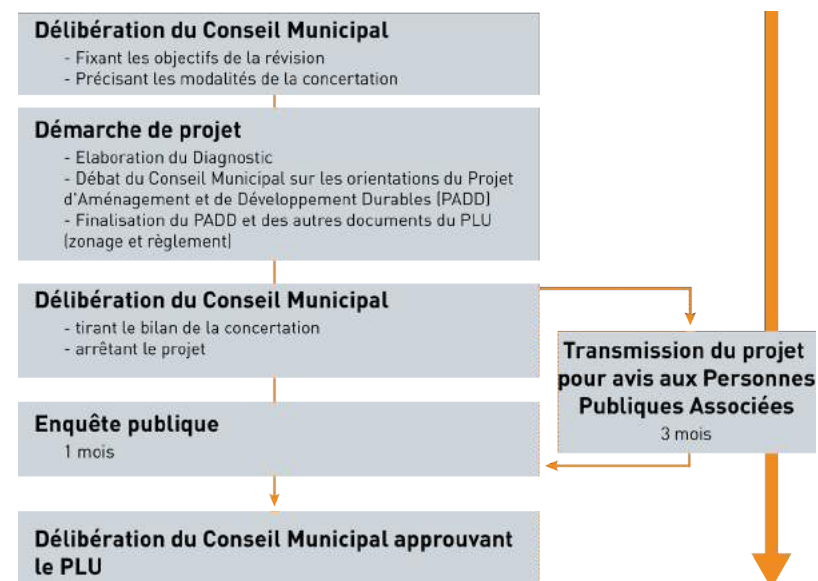 Délibération du Conseil Municipal
- Fixant les objectifs de la révision
- Précisant les modalités de la concertation
Démarche de projet
- Elaboration du Diagnostic
- Débat du Conseil Municipal sur les orientations du Projet
d'Aménagement et de Développement Durables (PADD)
- Finalisation du PADD et des autres documents du PLU
(zonage et règlement)
Délibération du Conseil Municipal
- tirant le bilan de la concertation
- arrêtant le projet
Transmission du projet
pour avis aux Personnes
Publiques Associées
3 mois
Enquête publique
1 mois
Délibération du Conseil Municipal approuvant
le PLU